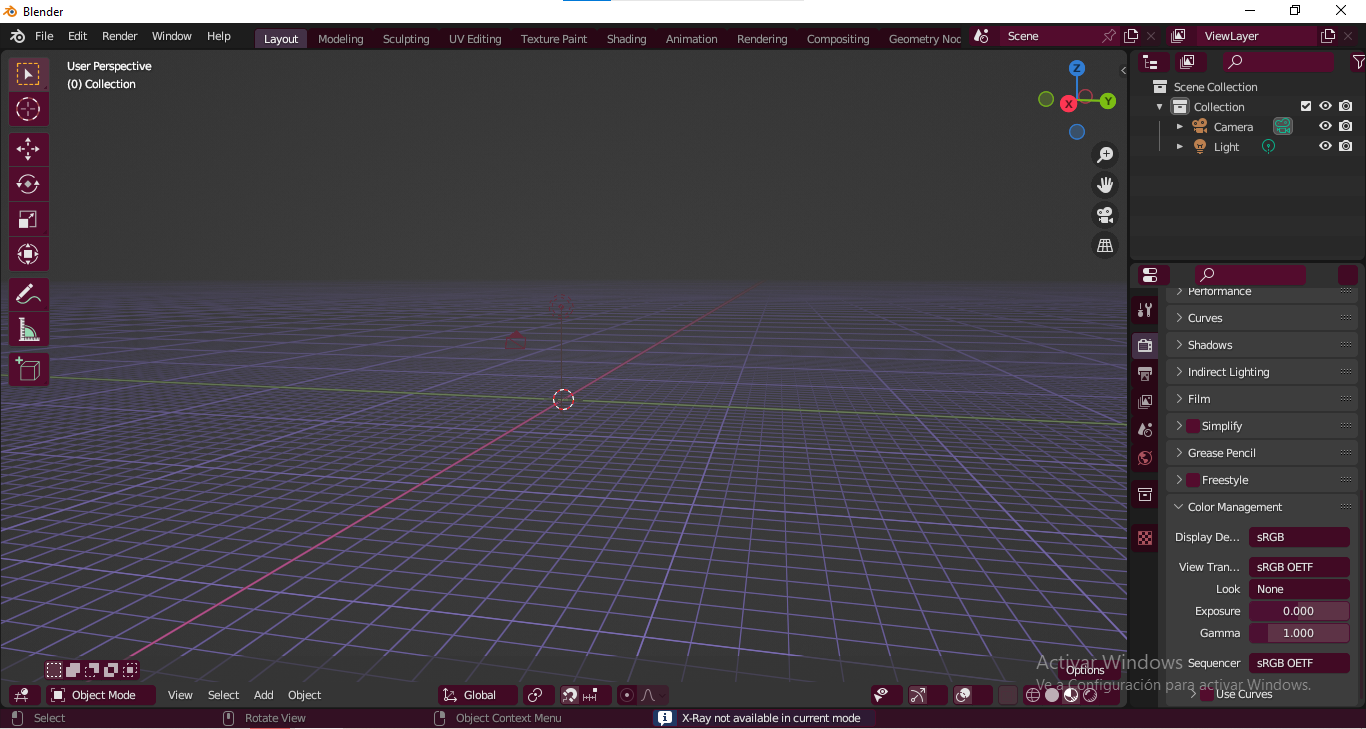 Blender
File Edit Render Window Help Layout Modeling Sculpting UV Editing Texture Paint Shading Animation Rendering Compositing Geometry Noc Scene ViewLayer
User Perspective
(0) Collection
Z
Y
X
Scene Collection
Collection
Camera
Light
Performance
Curves
Shadows
Indirect Lighting
Film
Simplify
Grease Pencil
Freestyle
Color Management
Display De... sRGB
View Tran... sRGB OETF
Look None
Exposure 0.000
Gamma 1.000
Sequencer sRGB OETF
Use Curves
Activar Windows
Ve a Configuración para activar Windows.
Options
Object Mode View Select Add Object Global
Select Rotate View Object Context Menu X-Ray not available in current mode